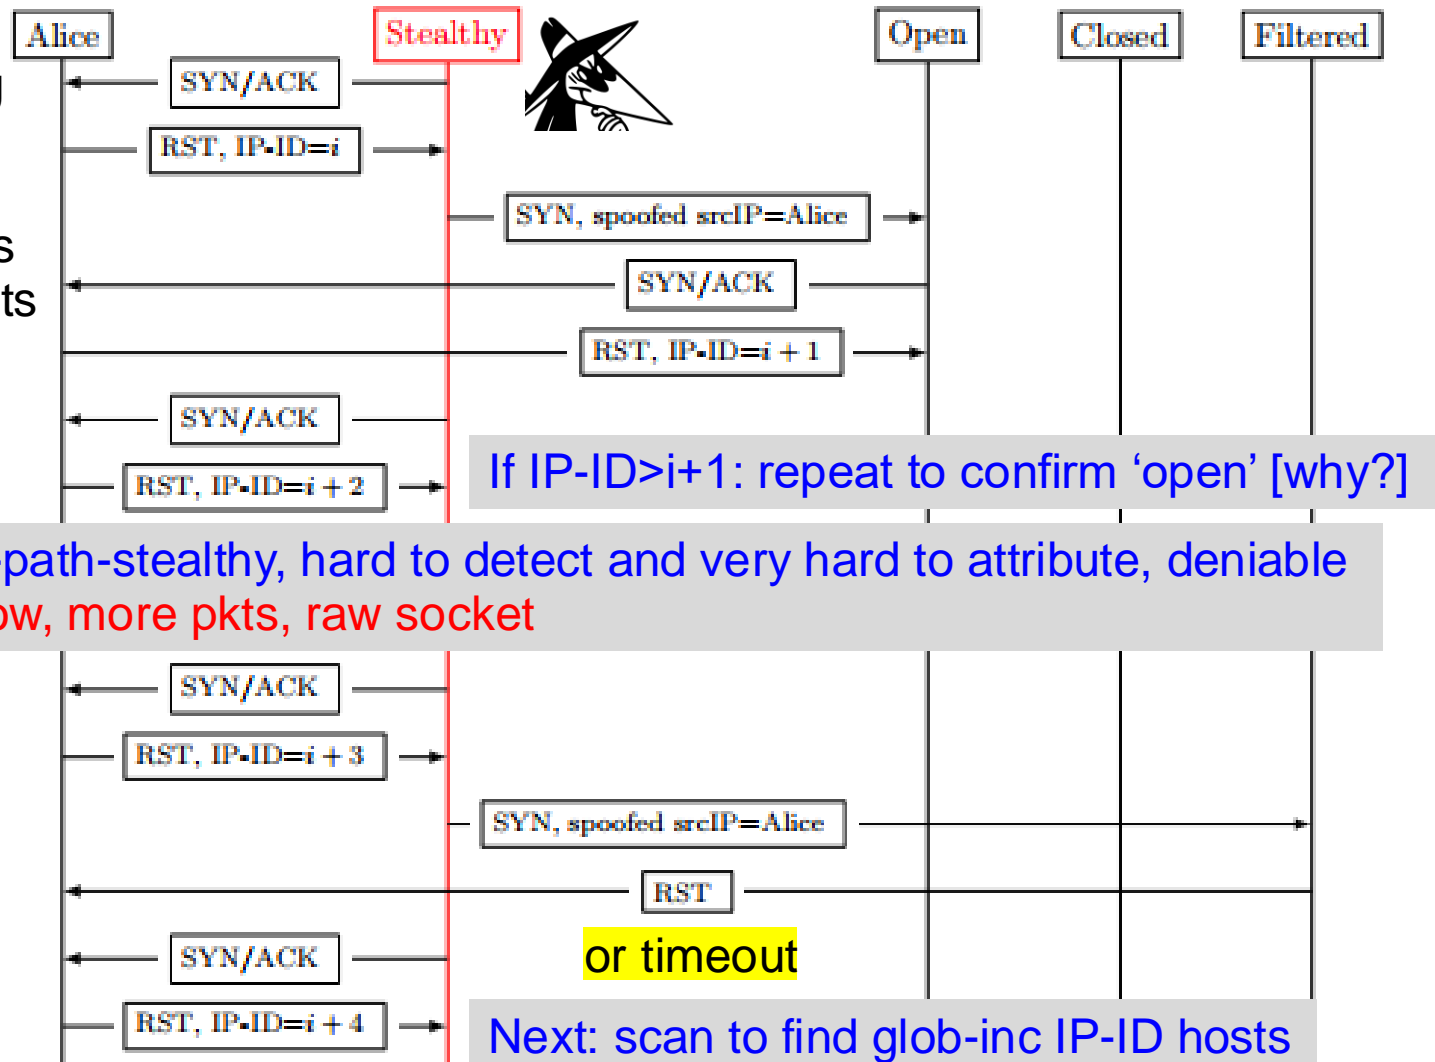 Alice
Stealthy
Open
Closed
Filtered
SYN/ACK
g
RST, IP-ID=i
SYN, spoofed srcIP=Alice
s
ts
SYN/ACK
RST, IP-ID=i + 1
SYN/ACK
If IP-ID>i+1: repeat to confirm ‘open’ [why?]
RST, IP-ID=i + 2
-path-stealthy, hard to detect and very hard to attribute, deniable
ow, more pkts, raw socket
SYN/ACK
RST, IP-ID=i + 3
SYN, spoofed srcIP=Alice
RST
or timeout
SYN/ACK
RST, IP-ID=i + 4
Next: scan to find glob-inc IP-ID hosts